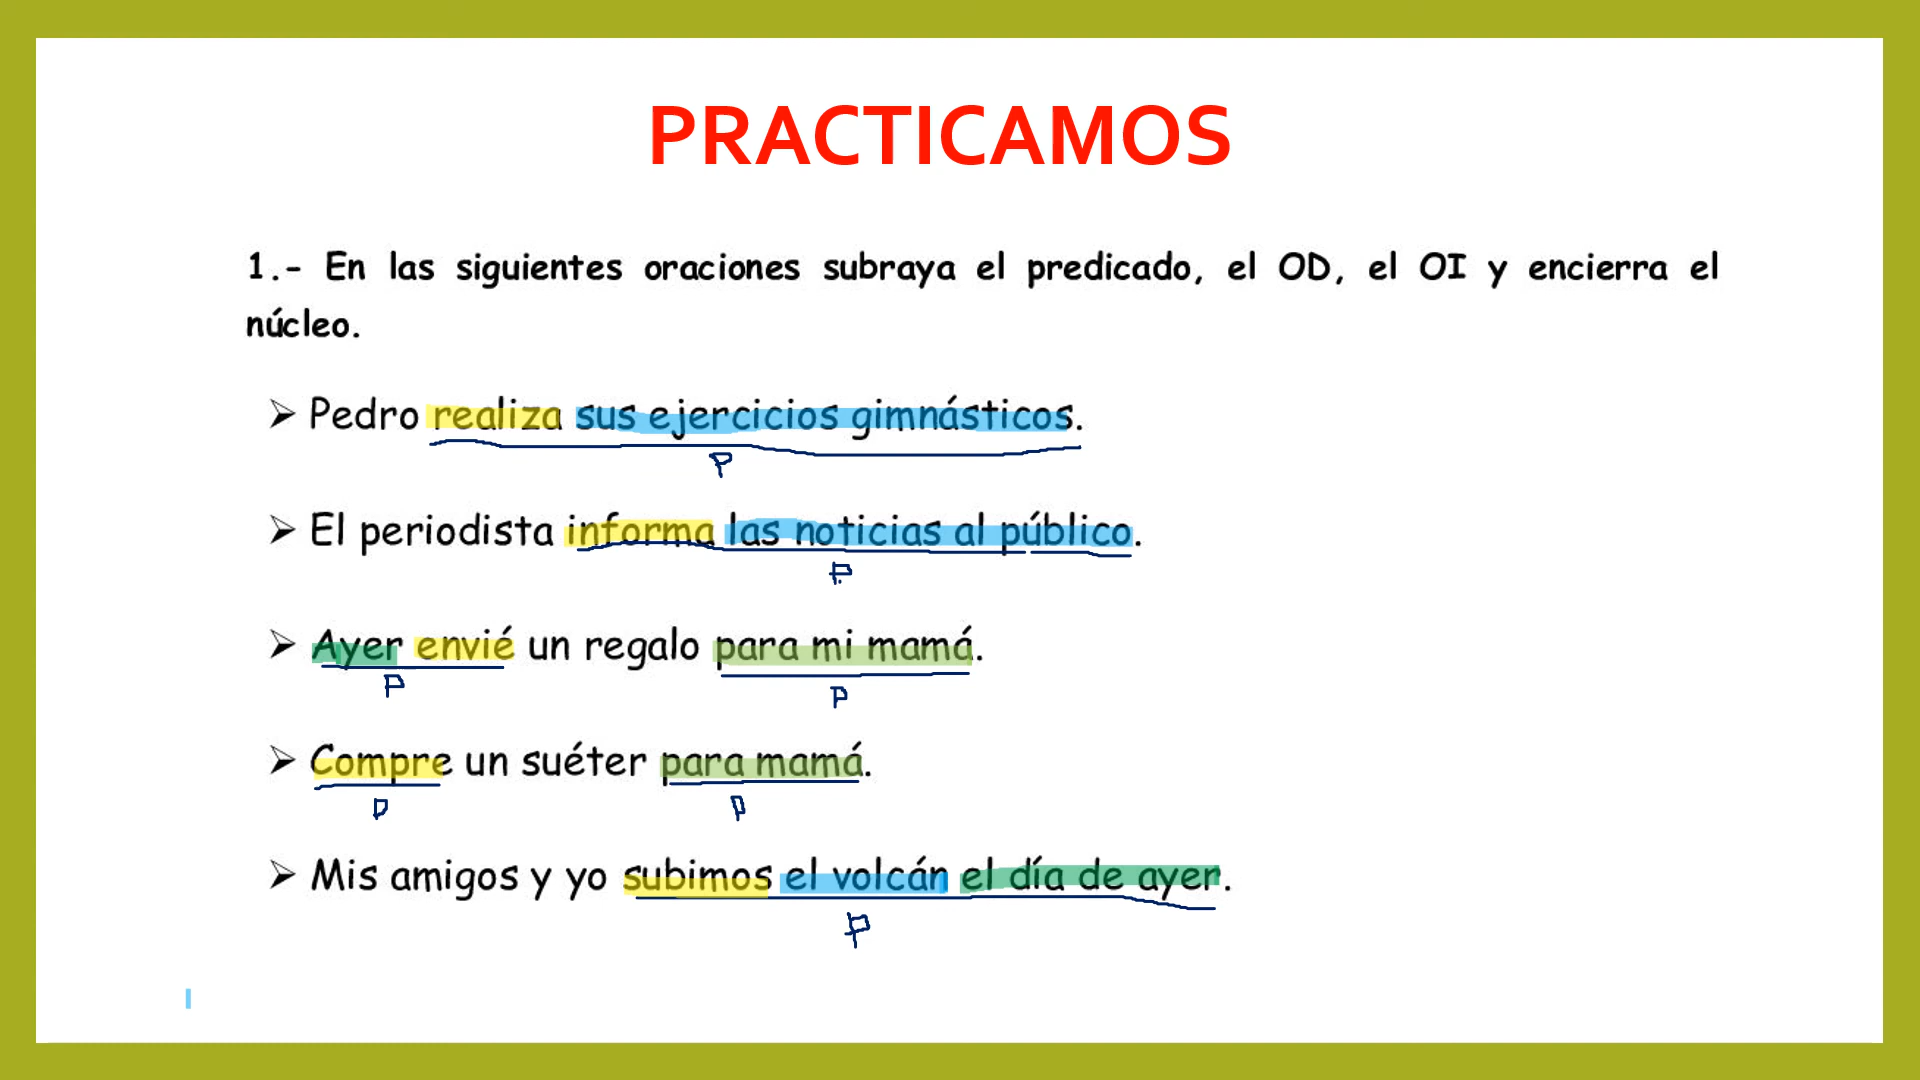 PRACTICAMOS
1.- En las siguientes oraciones subraya el predicado, el OD, el OI y encierra el
núcleo.
➢ Pedro realiza sus ejercicios gimnásticos.
P
➢ El periodista informa las noticias al público.
P
➢ Ayer envié un regalo para mi mamá.
P P
➢ Compre un suéter para mamá.
P P
➢ Mis amigos y yo subimos el volcán el día de ayer.
P